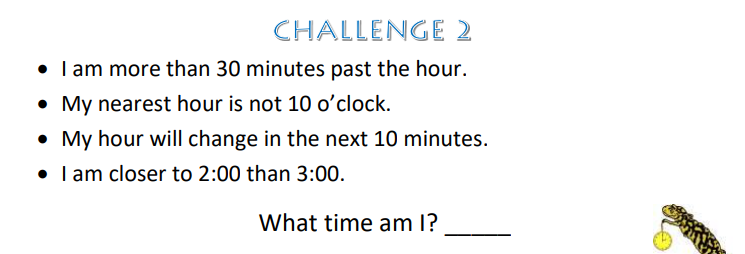 CHALLENGE 2
• I am more than 30 minutes past the hour.
• My nearest hour is not 10 o’clock.
• My hour will change in the next 10 minutes.
• I am closer to 2:00 than 3:00.
What time am I? _____